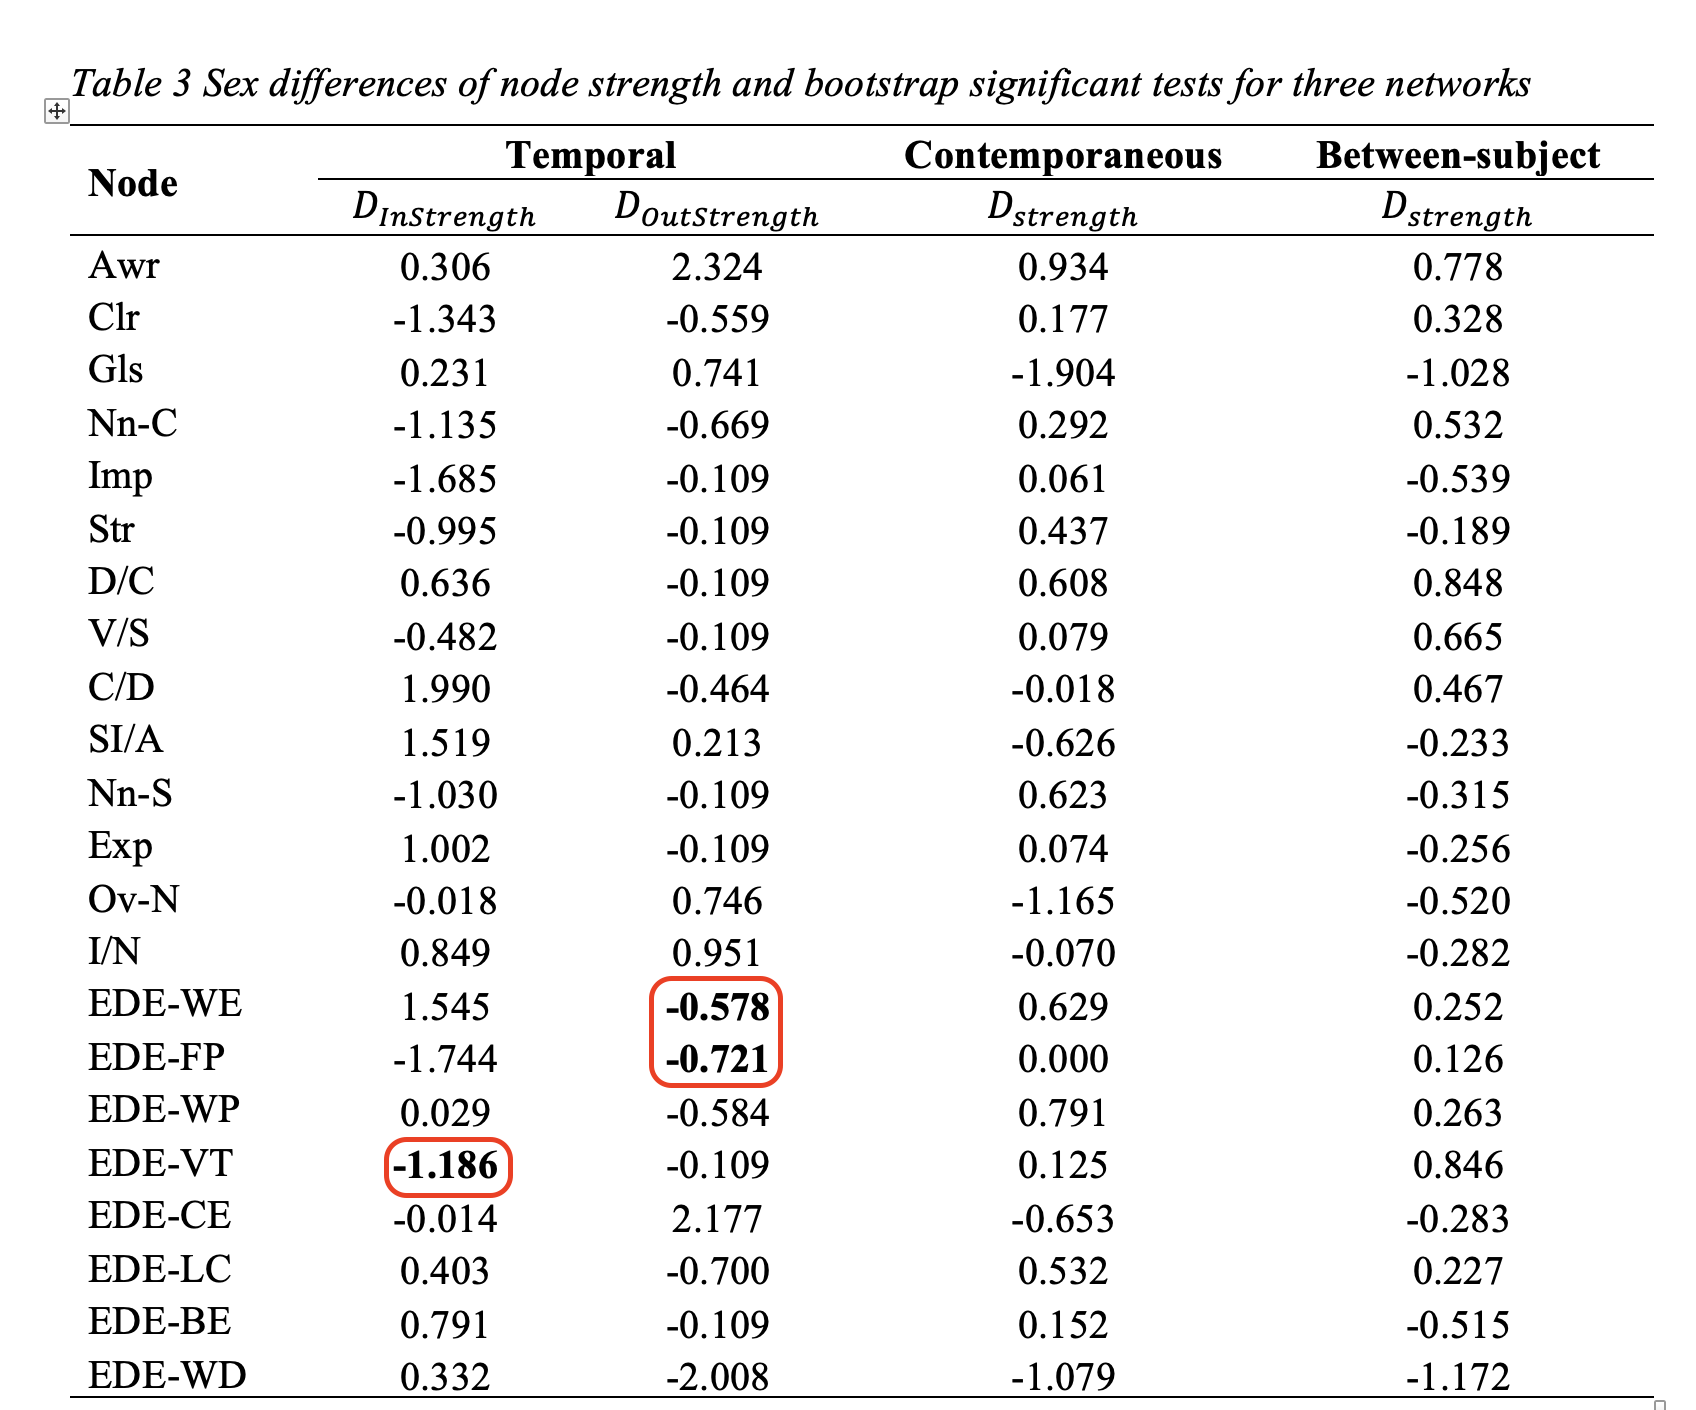 Table 3 Sex differences of node strength and bootstrap significant tests for three networks
Node Temporal Contemporaneous Between-subject
D_InStrength D_OutStrength D_strength D_strength
Awr 0.306 2.324 0.934 0.778
Clr -1.343 -0.559 0.177 0.328
Gls 0.231 0.741 -1.904 -1.028
Nn-C -1.135 -0.669 0.292 0.532
Imp -1.685 -0.109 0.061 -0.539
Str -0.995 -0.109 0.437 -0.189
D/C 0.636 -0.109 0.608 0.848
V/S -0.482 -0.109 0.079 0.665
C/D 1.990 -0.464 -0.018 0.467
SI/A 1.519 0.213 -0.626 -0.233
Nn-S -1.030 -0.109 0.623 -0.315
Exp 1.002 -0.109 0.074 -0.256
Ov-N -0.018 0.746 -1.165 -0.520
I/N 0.849 0.951 -0.070 -0.282
EDE-WE 1.545 -0.578 0.629 0.252
EDE-FP -1.744 -0.721 0.000 0.126
EDE-WP 0.029 -0.584 0.791 0.263
EDE-VT -1.186 -0.109 0.125 0.846
EDE-CE -0.014 2.177 -0.653 -0.283
EDE-LC 0.403 -0.700 0.532 0.227
EDE-BE 0.791 -0.109 0.152 -0.515
EDE-WD 0.332 -2.008 -1.079 -1.172